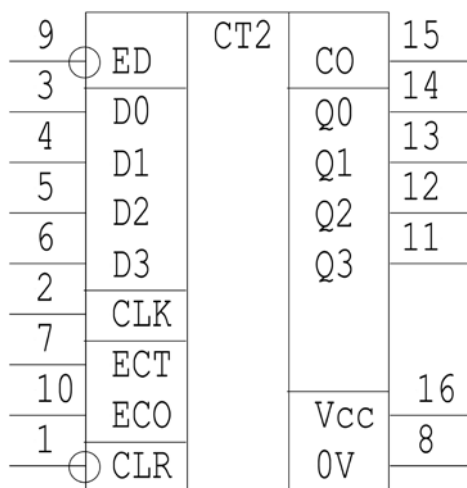 9 ED CT2 CO 15
3 D0 Q0 14
4 D1 Q1 13
5 D2 Q2 12
6 D3 Q3 11
2 CLK
7 ECT
10 ECO Vcc 16
1 CLR 0V 8